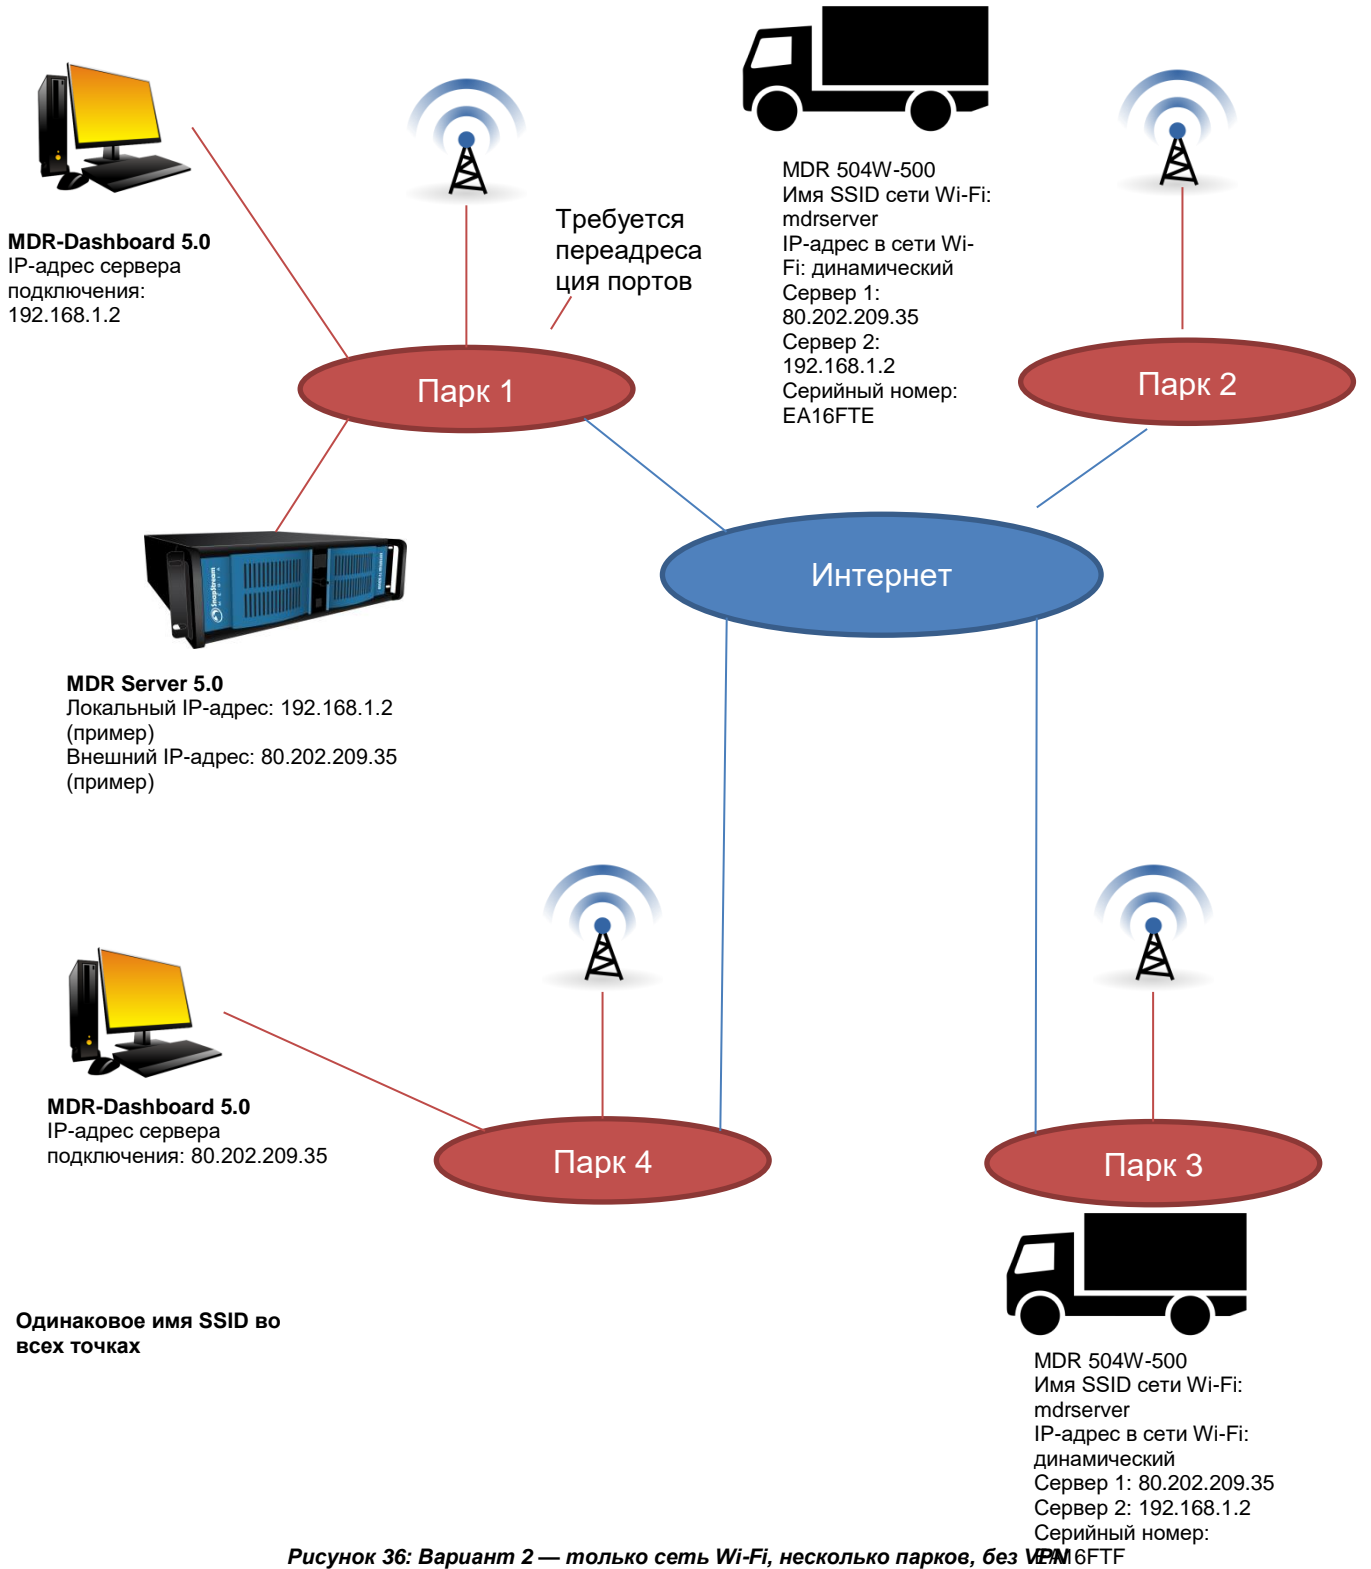 MDR-Dashboard 5.0
IP-адрес сервера
подключения:
192.168.1.2
Требуется
переадреса
ция портов
MDR 504W-500
Имя SSID сети Wi-Fi:
mdrserver
IP-адрес в сети Wi-
Fi: динамический
Сервер 1:
80.202.209.35
Сервер 2:
192.168.1.2
Серийный номер:
EA16FTE
Парк 1
Парк 2
Интернет
SnapStream
MEDIA
MDR Server 5.0
Локальный IP-адрес: 192.168.1.2
(пример)
Внешний IP-адрес: 80.202.209.35
(пример)
MDR-Dashboard 5.0
IP-адрес сервера
подключения: 80.202.209.35
Парк 4
Парк 3
Одинаковое имя SSID во
всех точках
MDR 504W-500
Имя SSID сети Wi-Fi:
mdrserver
IP-адрес в сети Wi-Fi:
динамический
Сервер 1: 80.202.209.35
Сервер 2: 192.168.1.2
Серийный номер:
EA16FTF
Рисунок 36: Вариант 2 — только сеть Wi-Fi, несколько парков, без VPN